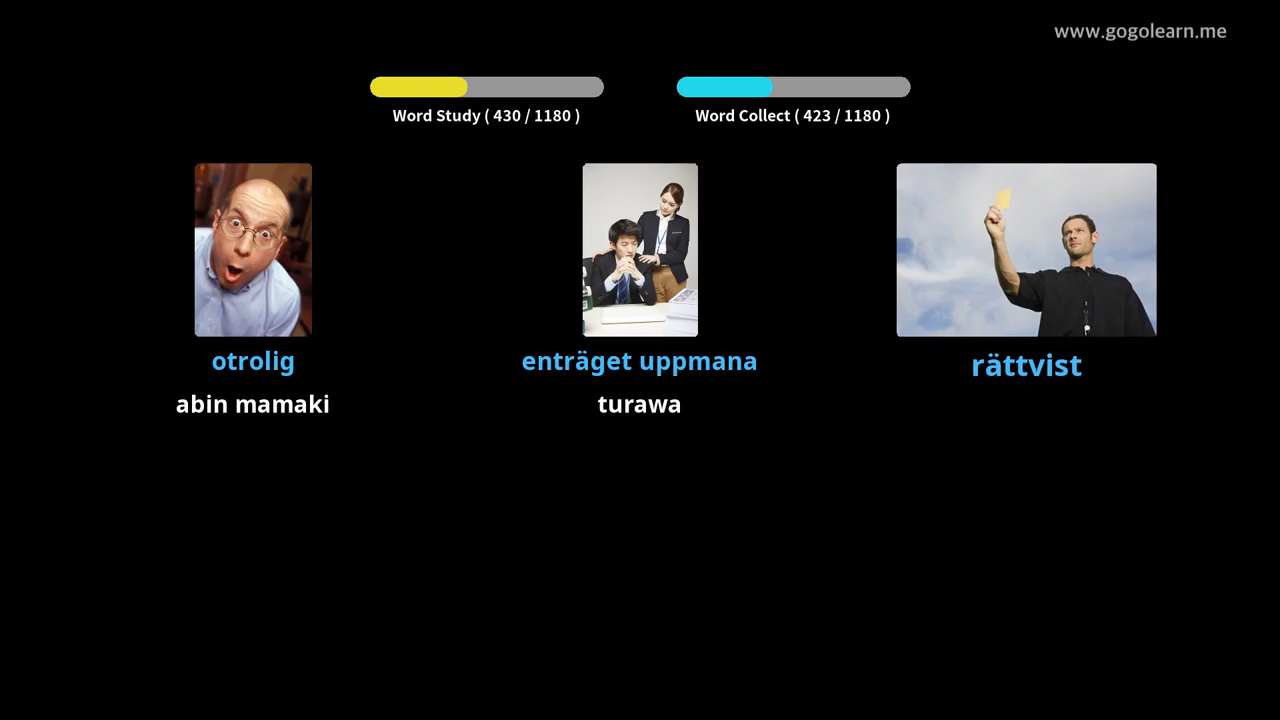 www.gogolearn.me
Word Study ( 430 / 1180 )
Word Collect ( 423 / 1180 )
otrolig
enträget uppmana
rättvist
abin mamaki
turawa